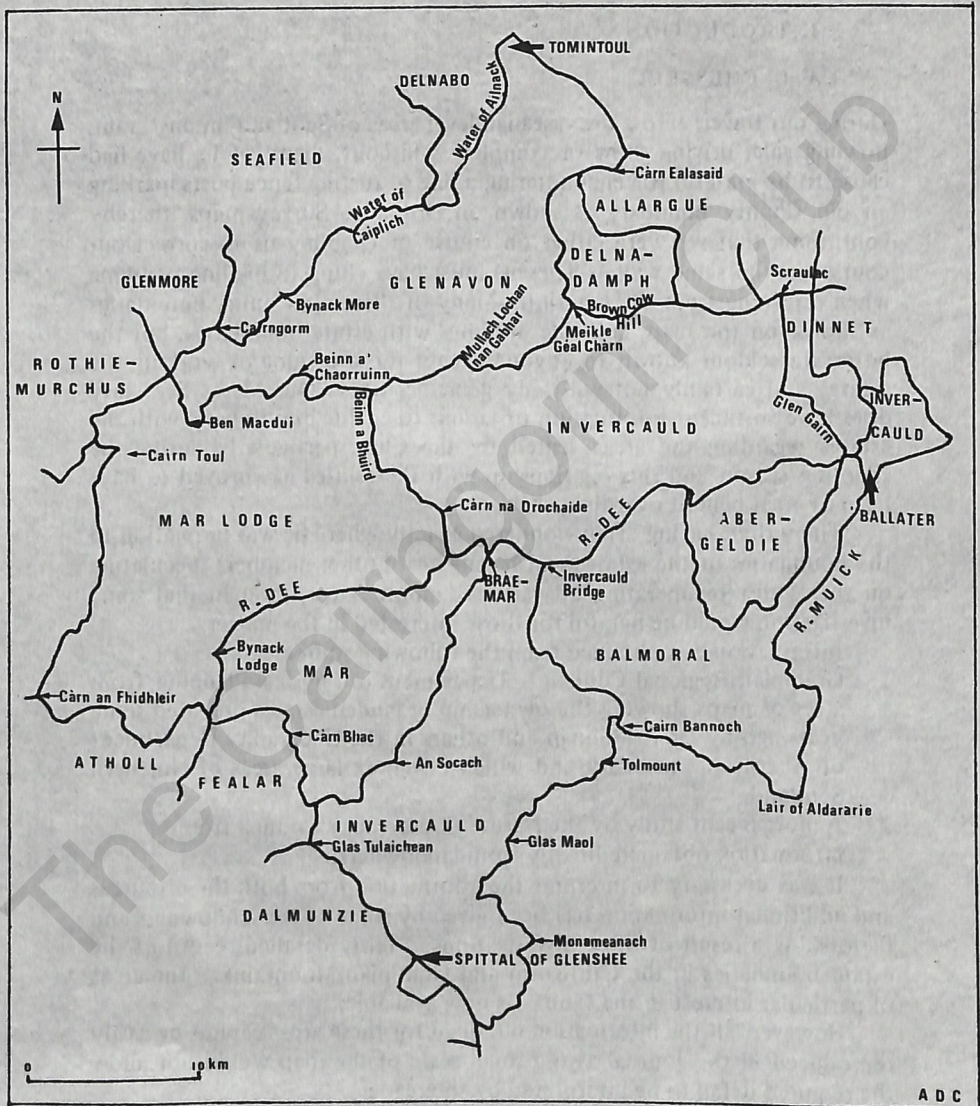 TOMINTOUL
DELNABO
Water of Ailnack
N
SEAFIELD
Càrn Ealasaid
Water of
Caiplich
ALLARGUE
DELNA-
DAMPH
Scraulac
GLENMORE
GLENAVON
Bynack More
Brown Cow
Hill
Cairngorm
Mullach Lochan
nan Gabhar
Meikle
Geal Chàrn
DINNET
ROTHIE-
MURCHUS
Beinn a'
Chaorruinn
INVER-
CAULD
Beinn a Bhuird
Glen Gairn
Ben Macdui
INVERCAULD
Cairn Toul
MAR LODGE
Càrn na Drochaide
R. DEE
ABER-
GELDIE
BALLATER
BRAE-
MAR
Invercauld
Bridge
R. MUICK
R. DEE
Bynack
Lodge
MAR
BALMORAL
Càrn an Fhidhleir
Càrn Bhac
Cairn Bannoch
ATHOLL
An Socach
Tolmount
FEALAR
Lair of Aldararie
INVERCAULD
Glas Tulaichean
Glas Maol
DALMUNZIE
Monameanach
SPITTAL OF GLENSHEE
0 10 km
ADC
The Cairngorm Club